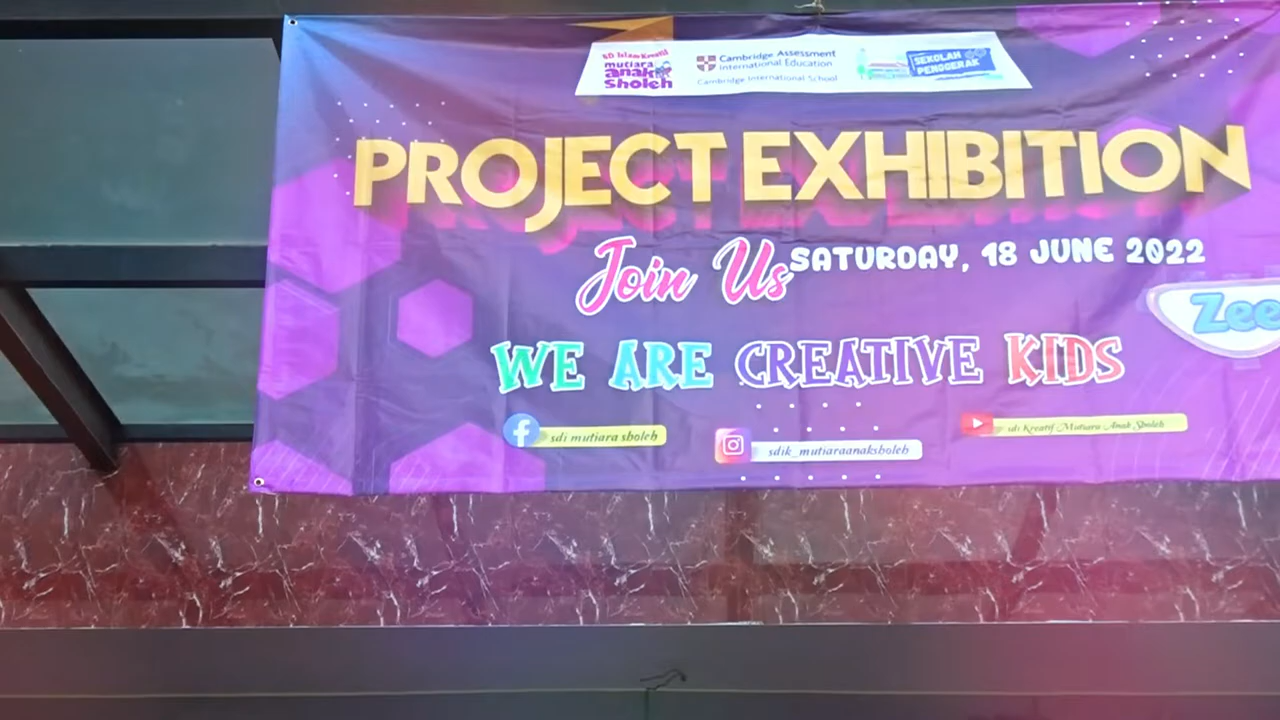 SD Islam Kreatif
mutiara
anak
Sholeh
Cambridge Assessment
International Education
Cambridge International School
SEKOLAH
PENGGERAK
PROJECT EXHIBITION
Join Us
SATURDAY, 18 JUNE 2022
Zee
WE ARE CREATIVE KIDS
sdi mutiara sholeh
sdik_mutiaraanaksholeh
sdi Kreatif Mutiara Anak Sholeh